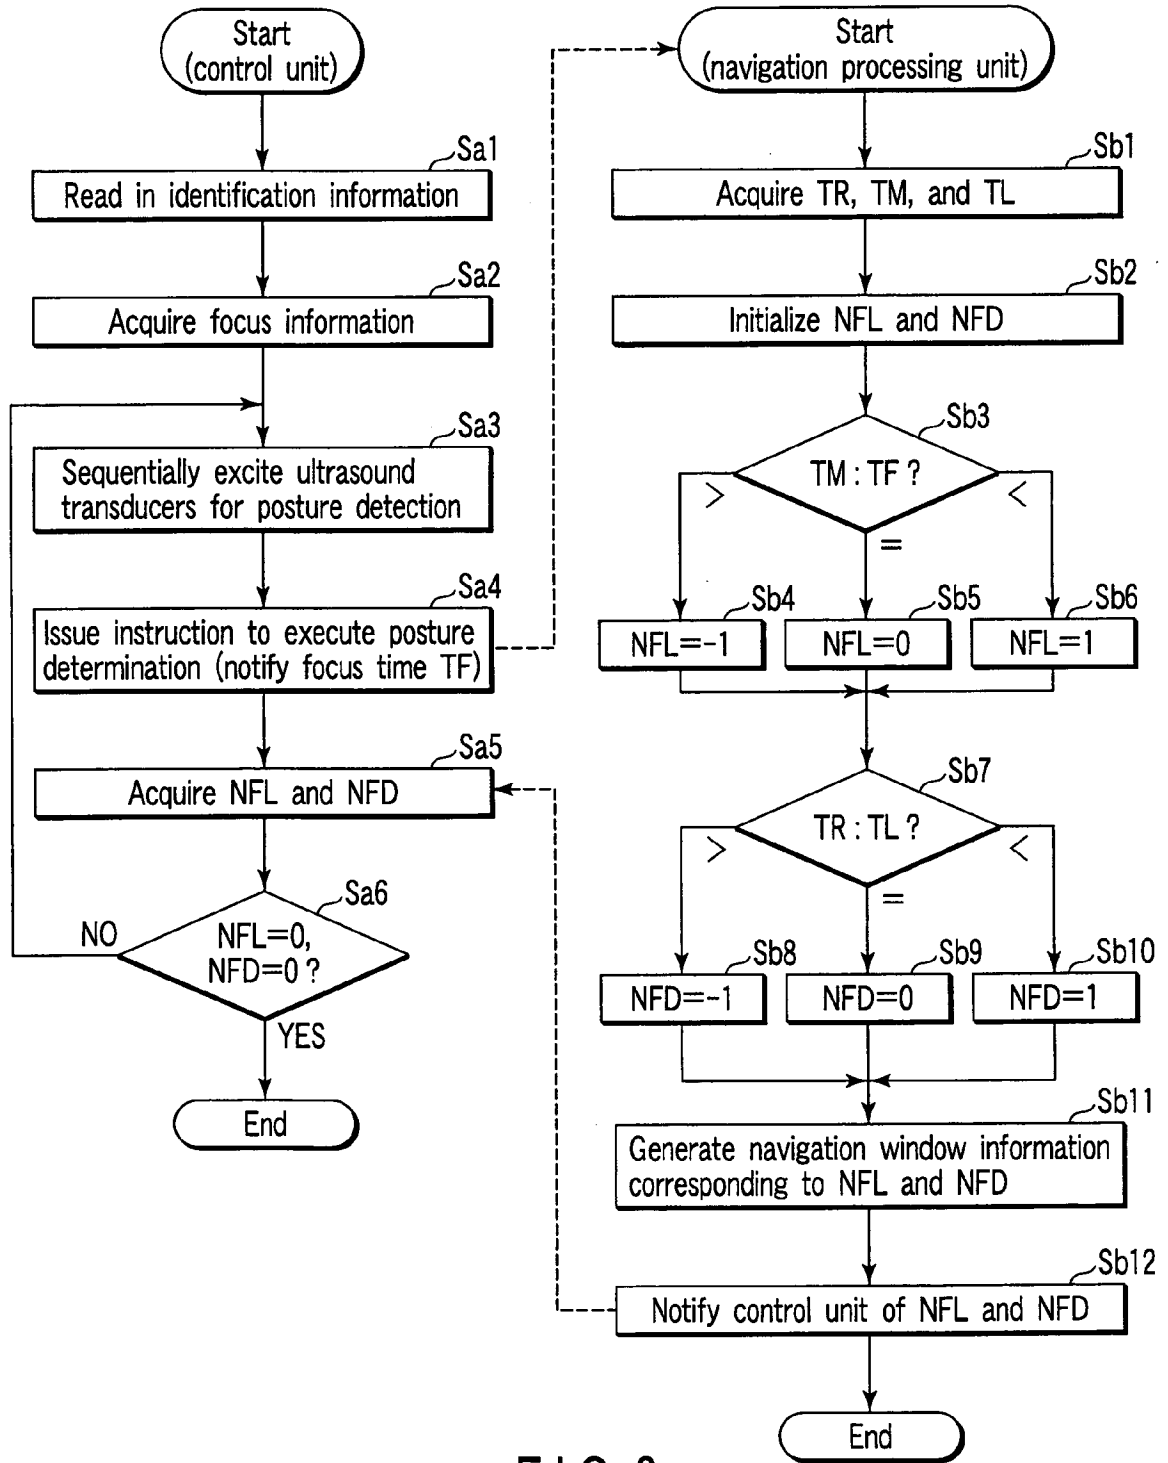 Start
(control unit)
Sa1
Read in identification information
Sa2
Acquire focus information
Sa3
Sequentially excite ultrasound
transducers for posture detection
Sa4
Issue instruction to execute posture
determination (notify focus time TF)
Sa5
Acquire NFL and NFD
Sa6
NFL=0,
NFD=0 ?
NO
YES
End
Start
(navigation processing unit)
Sb1
Acquire TR, TM, and TL
Sb2
Initialize NFL and NFD
Sb3
TM : TF ?
> = <
Sb4 Sb5 Sb6
NFL=-1 NFL=0 NFL=1
Sb7
TR : TL ?
> = <
Sb8 Sb9 Sb10
NFD=-1 NFD=0 NFD=1
Sb11
Generate navigation window information
corresponding to NFL and NFD
Sb12
Notify control unit of NFL and NFD
End